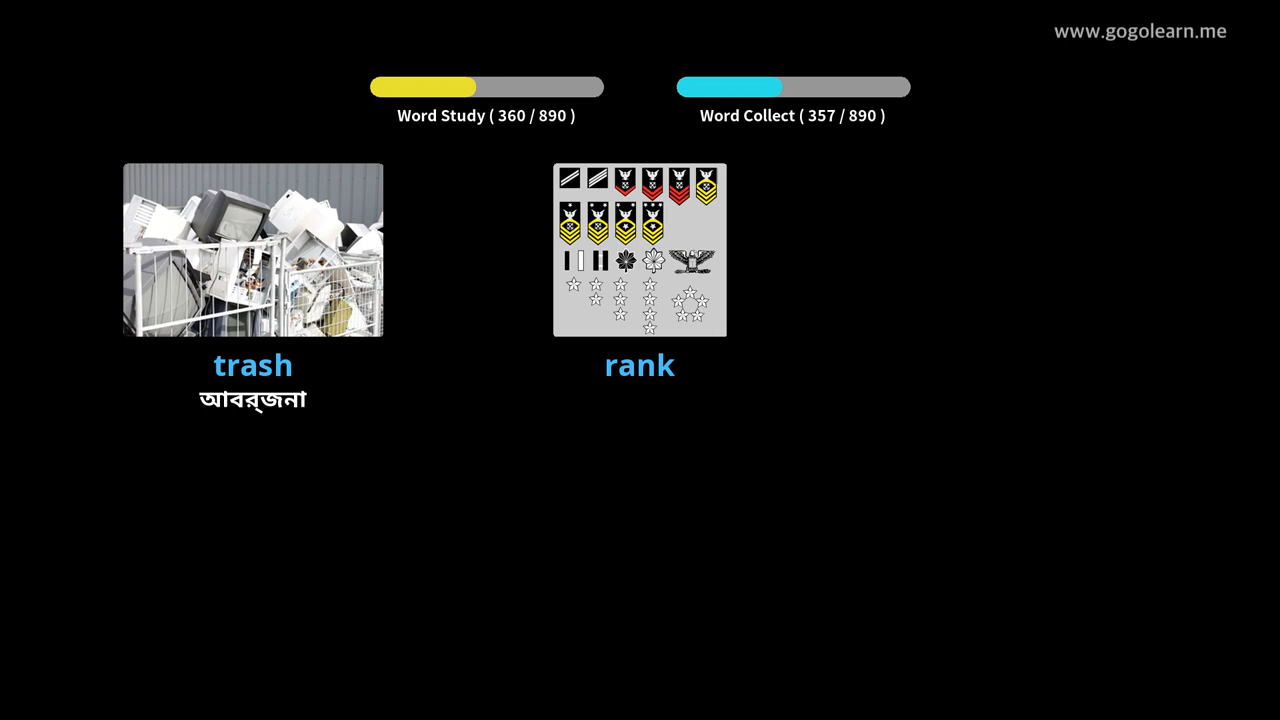 www.gogolearn.me
Word Study ( 360 / 890 )
Word Collect ( 357 / 890 )
trash
আবর্জনা
rank